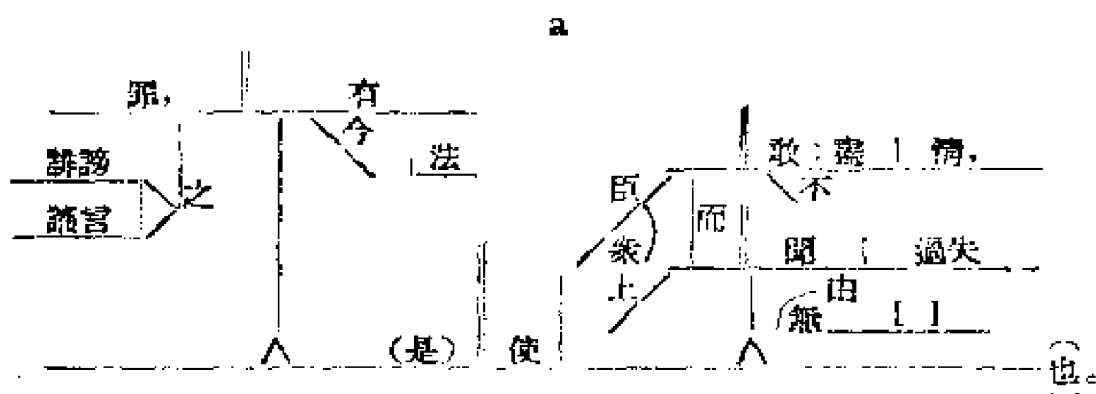 a
罪， 有
今
法
誹謗
之
訞言
敢：盡 情，
不
臣
而
衆
聞 過失
上
由
無 [ ]
（是） 使
也。